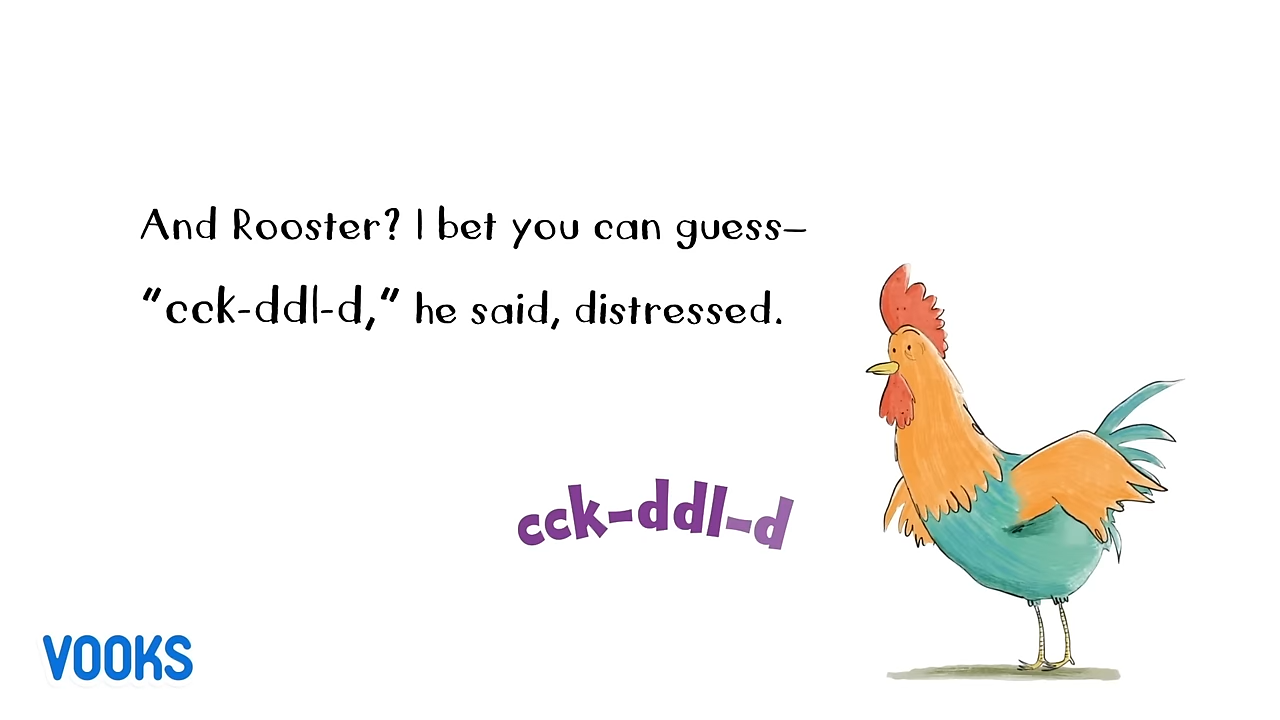 And Rooster? I bet you can guess–
"cck-ddl-d," he said, distressed.
cck-ddl-d
VOOKS